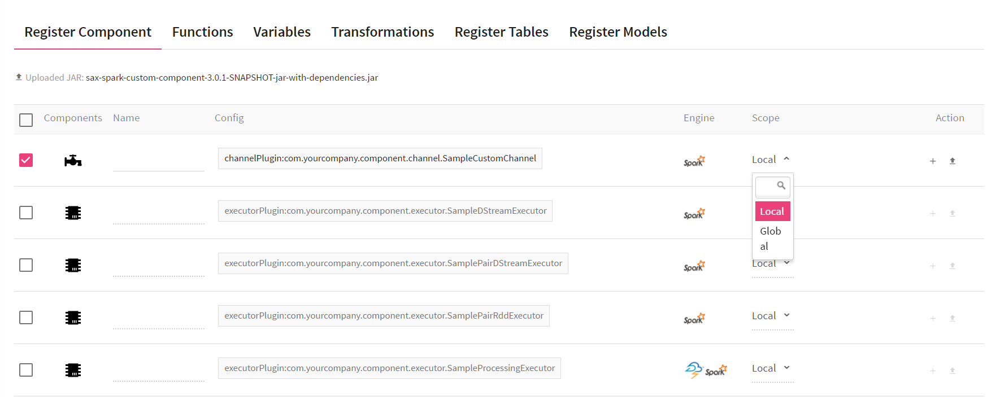 Register Component Functions Variables Transformations Register Tables Register Models
Uploaded JAR: sax-spark-custom-component-3.0.1-SNAPSHOT-jar-with-dependencies.jar
Components Name Config Engine Scope Action
channelPlugin:com.yourcompany.component.channel.SampleCustomChannel Spark Local +
Local
Glob
al
executorPlugin:com.yourcompany.component.executor.SampleDStreamExecutor Spark +
executorPlugin:com.yourcompany.component.executor.SamplePairDStreamExecutor Spark Local +
executorPlugin:com.yourcompany.component.executor.SamplePairRddExecutor Spark Local +
executorPlugin:com.yourcompany.component.executor.SampleProcessingExecutor Spark Local +